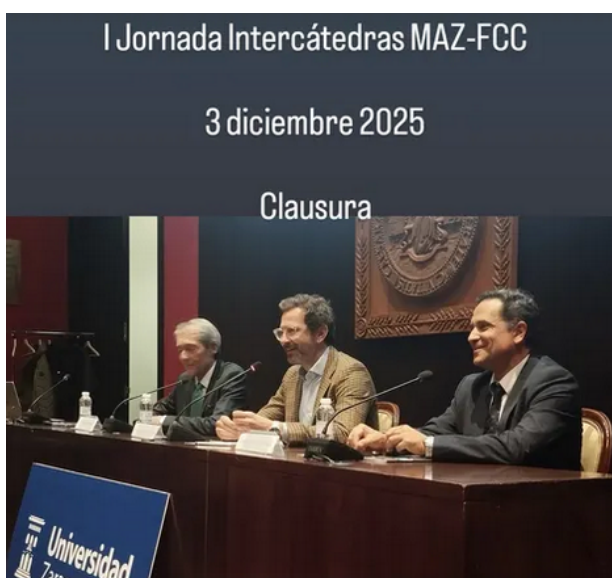 I Jornada Intercátedras MAZ-FCC
3 diciembre 2025
Clausura
Universidad